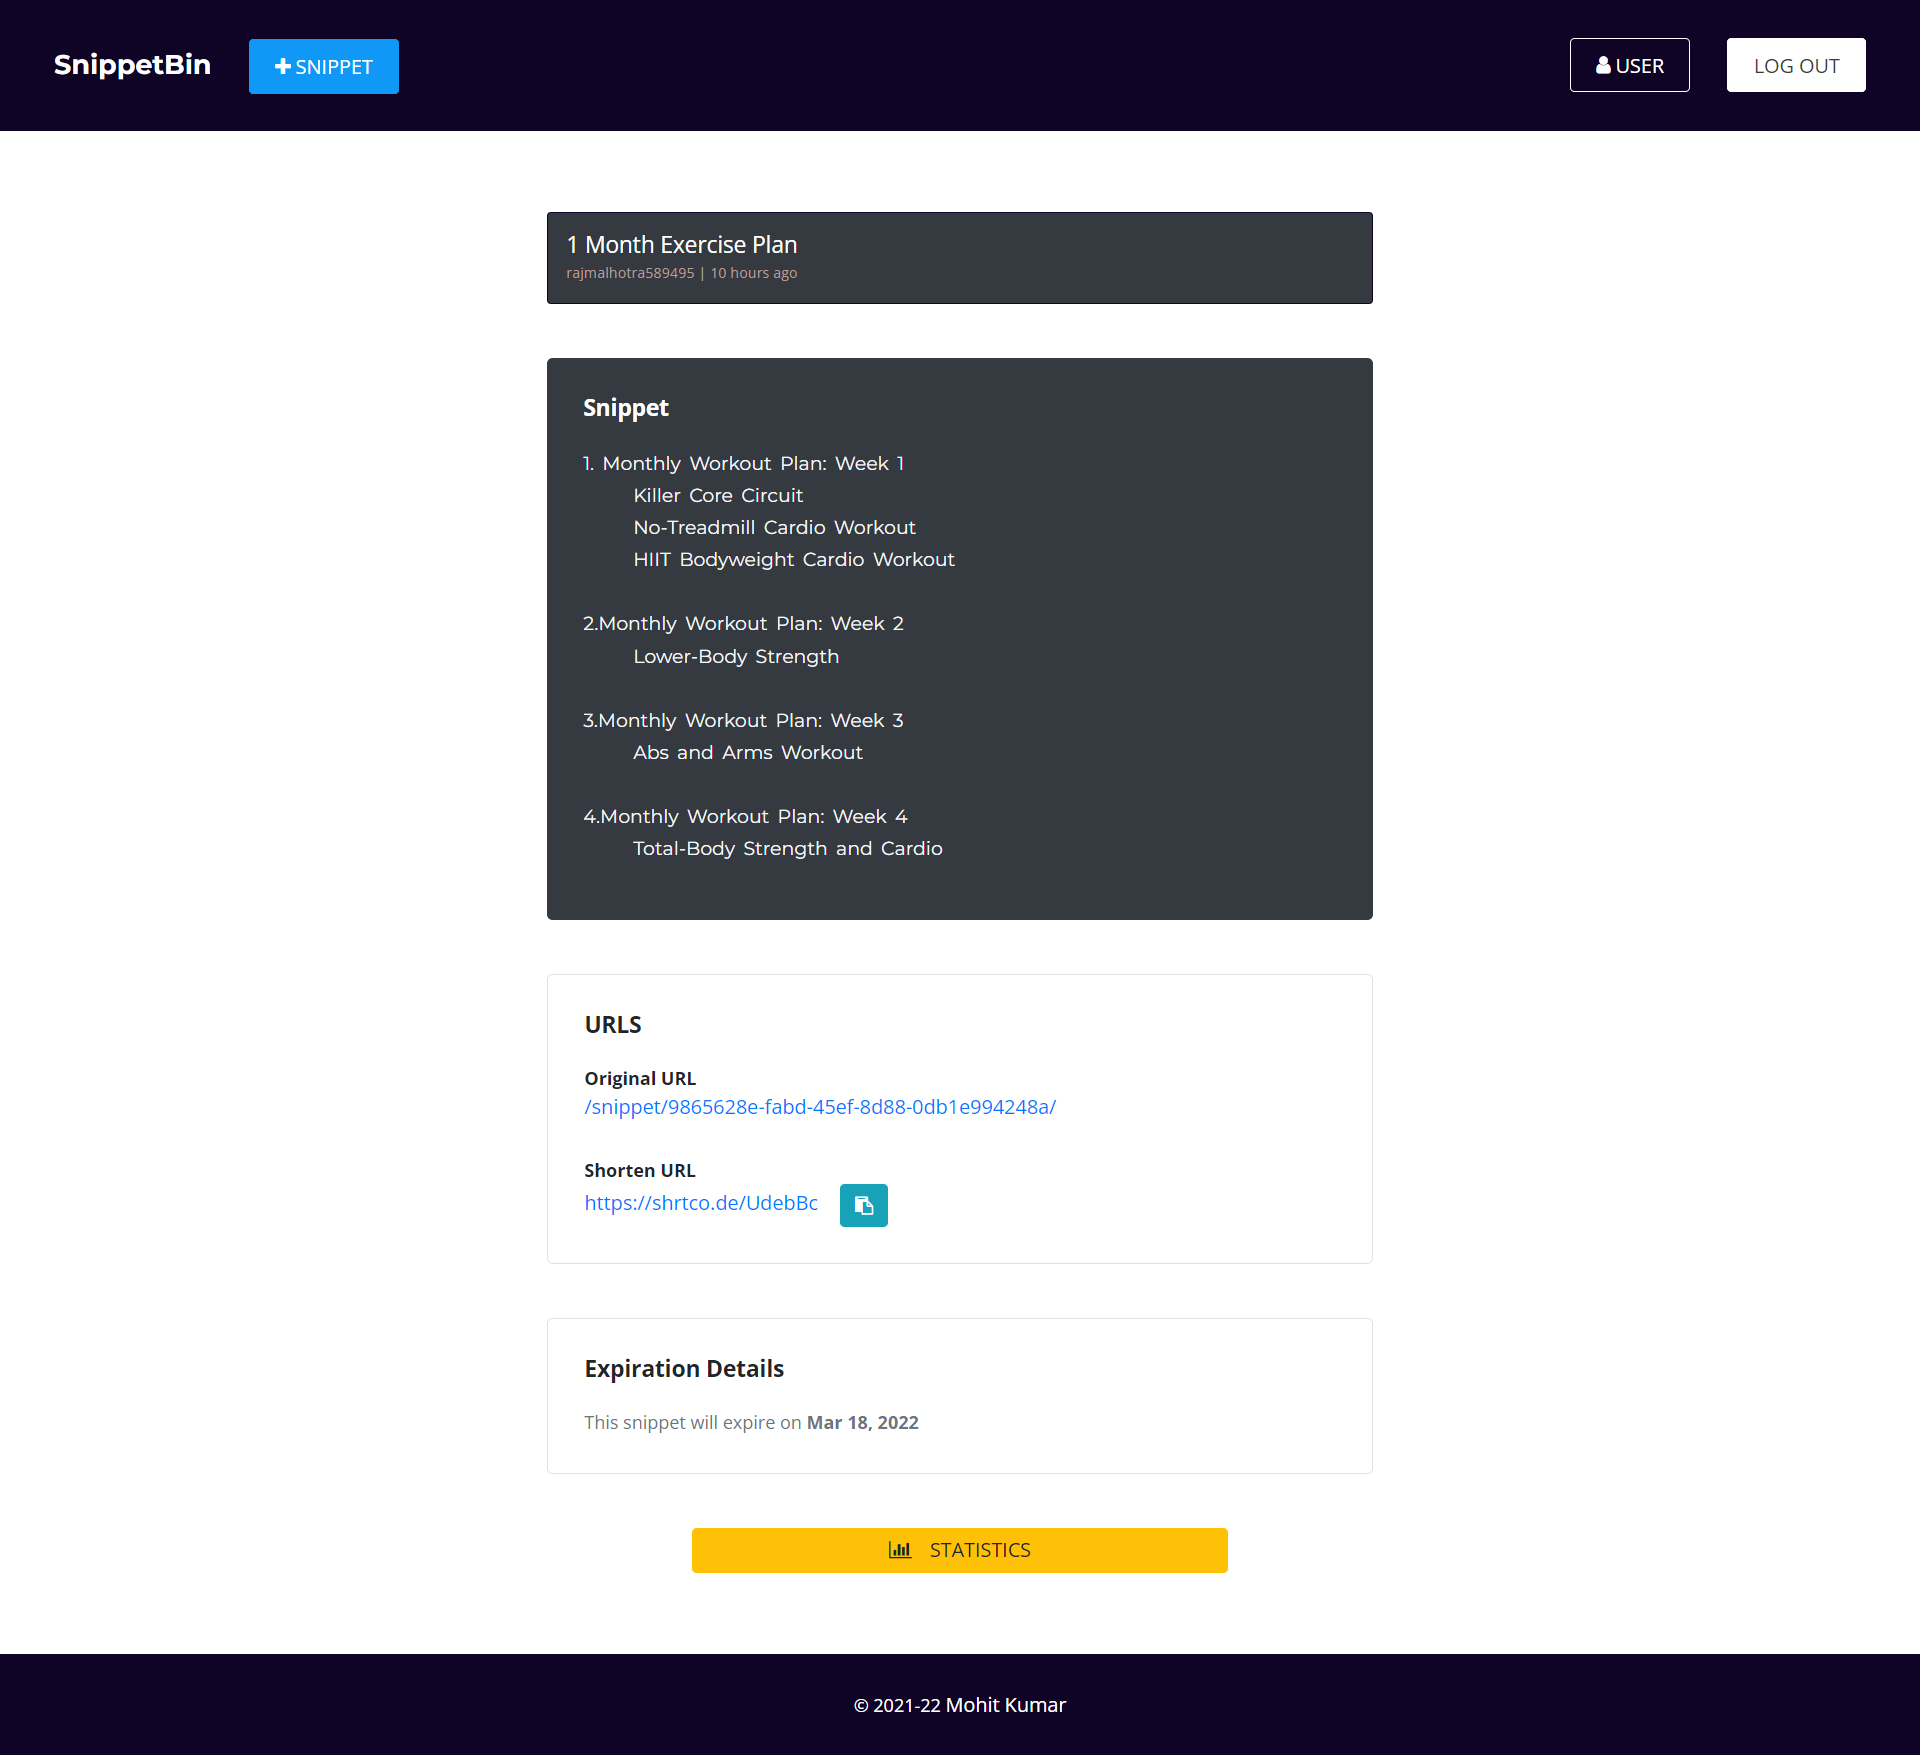 SnippetBin
SNIPPET
USER
LOG OUT
1 Month Exercise Plan
rajmalhotra589495 | 10 hours ago
Snippet
1. Monthly Workout Plan: Week 1
Killer Core Circuit
No-Treadmill Cardio Workout
HIIT Bodyweight Cardio Workout
2.Monthly Workout Plan: Week 2
Lower-Body Strength
3.Monthly Workout Plan: Week 3
Abs and Arms Workout
4.Monthly Workout Plan: Week 4
Total-Body Strength and Cardio
URLS
Original URL
/snippet/9865628e-fabd-45ef-8d88-0db1e994248a/
Shorten URL
https://shrtco.de/UdebBc
Expiration Details
This snippet will expire on Mar 18, 2022
STATISTICS
© 2021-22 Mohit Kumar